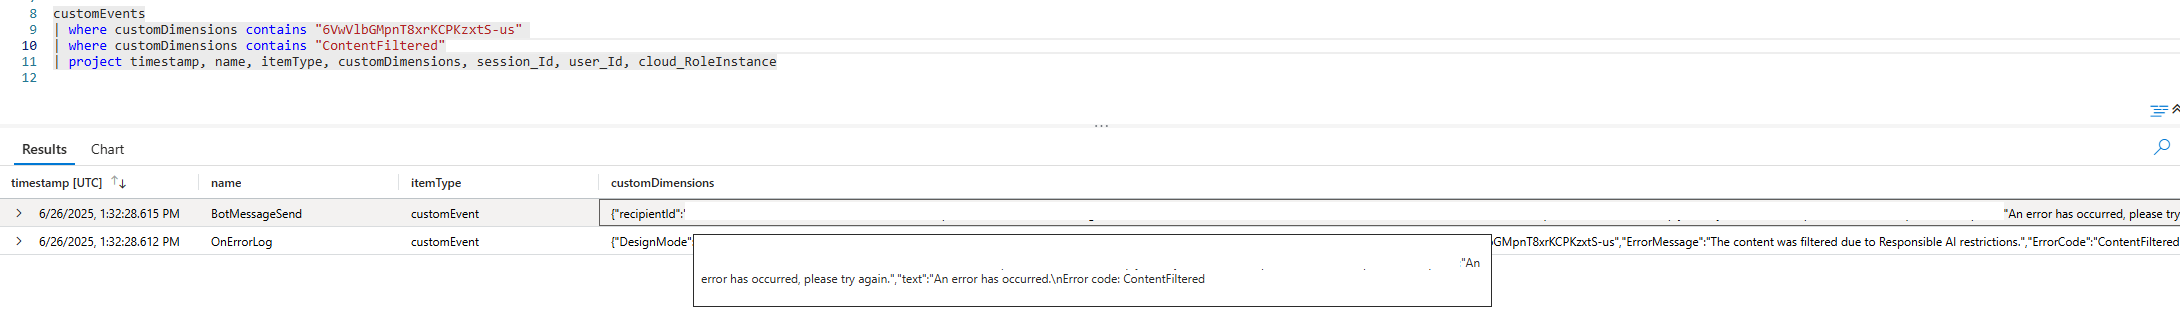 8 customEvents
9 | where customDimensions contains "6VwVlbGMpnT8xrKCPKzxtS-us"
10 | where customDimensions contains "ContentFiltered"
11 | project timestamp, name, itemType, customDimensions, session_Id, user_Id, cloud_RoleInstance
12
...
Results Chart
timestamp [UTC] name itemType customDimensions
6/26/2025, 1:32:28.615 PM BotMessageSend customEvent {"recipientId":" "An error has occurred, please try
6/26/2025, 1:32:28.612 PM OnErrorLog customEvent {"DesignMode": GMpnT8xrKCPKzxtS-us","ErrorMessage":"The content was filtered due to Responsible AI restrictions.","ErrorCode":"ContentFiltered
"An
error has occurred, please try again.","text":"An error has occurred.\nError code: ContentFiltered